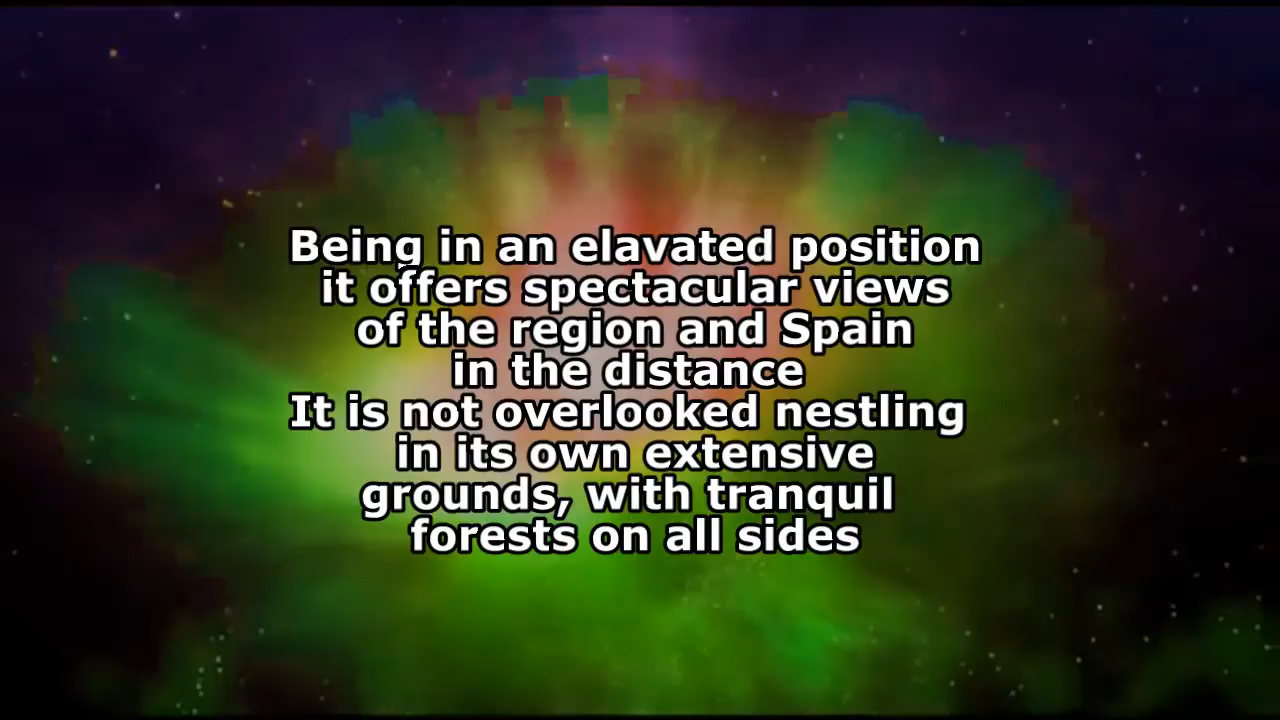 Being in an elavated position
it offers spectacular views
of the region and Spain
in the distance
It is not overlooked nestling
in its own extensive
grounds, with tranquil
forests on all sides